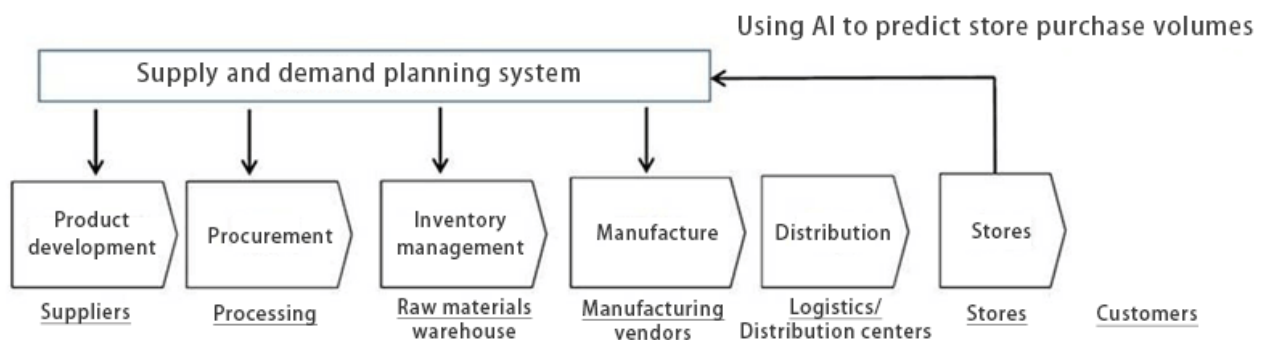 Using AI to predict store purchase volumes
Supply and demand planning system
Product
development
Procurement
Inventory
management
Manufacture
Distribution
Stores
Suppliers
Processing
Raw materials
warehouse
Manufacturing
vendors
Logistics/
Distribution centers
Stores
Customers